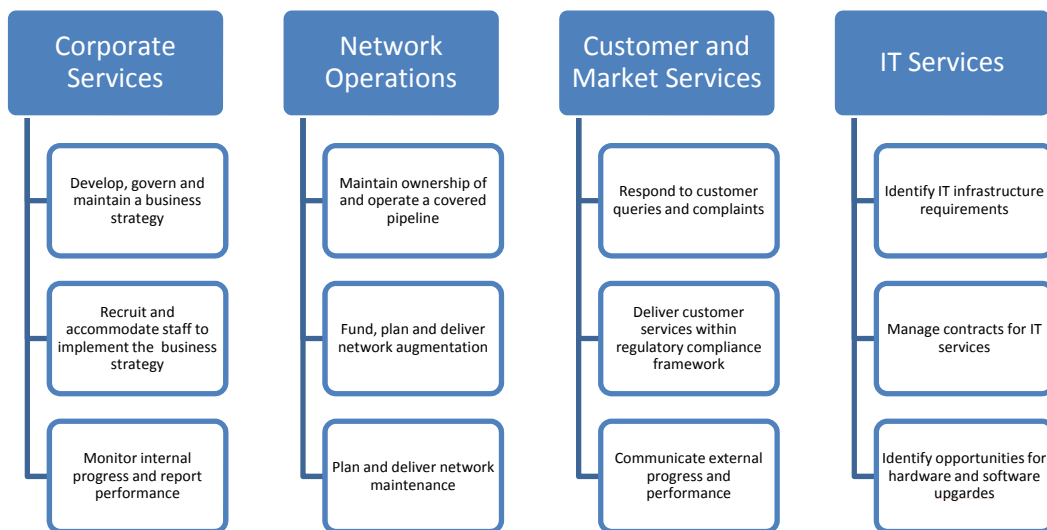 Corporate
Services
Develop, govern and
maintain a business
strategy
Recruit and
accommodate staff to
implement the  business
strategy
Monitor internal
progress and report
performance
Network
Operations
Maintain ownership of
and operate a covered
pipeline
Fund, plan and deliver
network augmentation
Plan and deliver network
maintenance
Customer and
Market Services
Respond to customer
queries and complaints
Deliver customer
services within
regulatory compliance
framework
Communicate external
progress and
performance
IT Services
Identify IT infrastructure
requirements
Manage contracts for IT
services
Identify opportunities for
hardware and software
upgardes